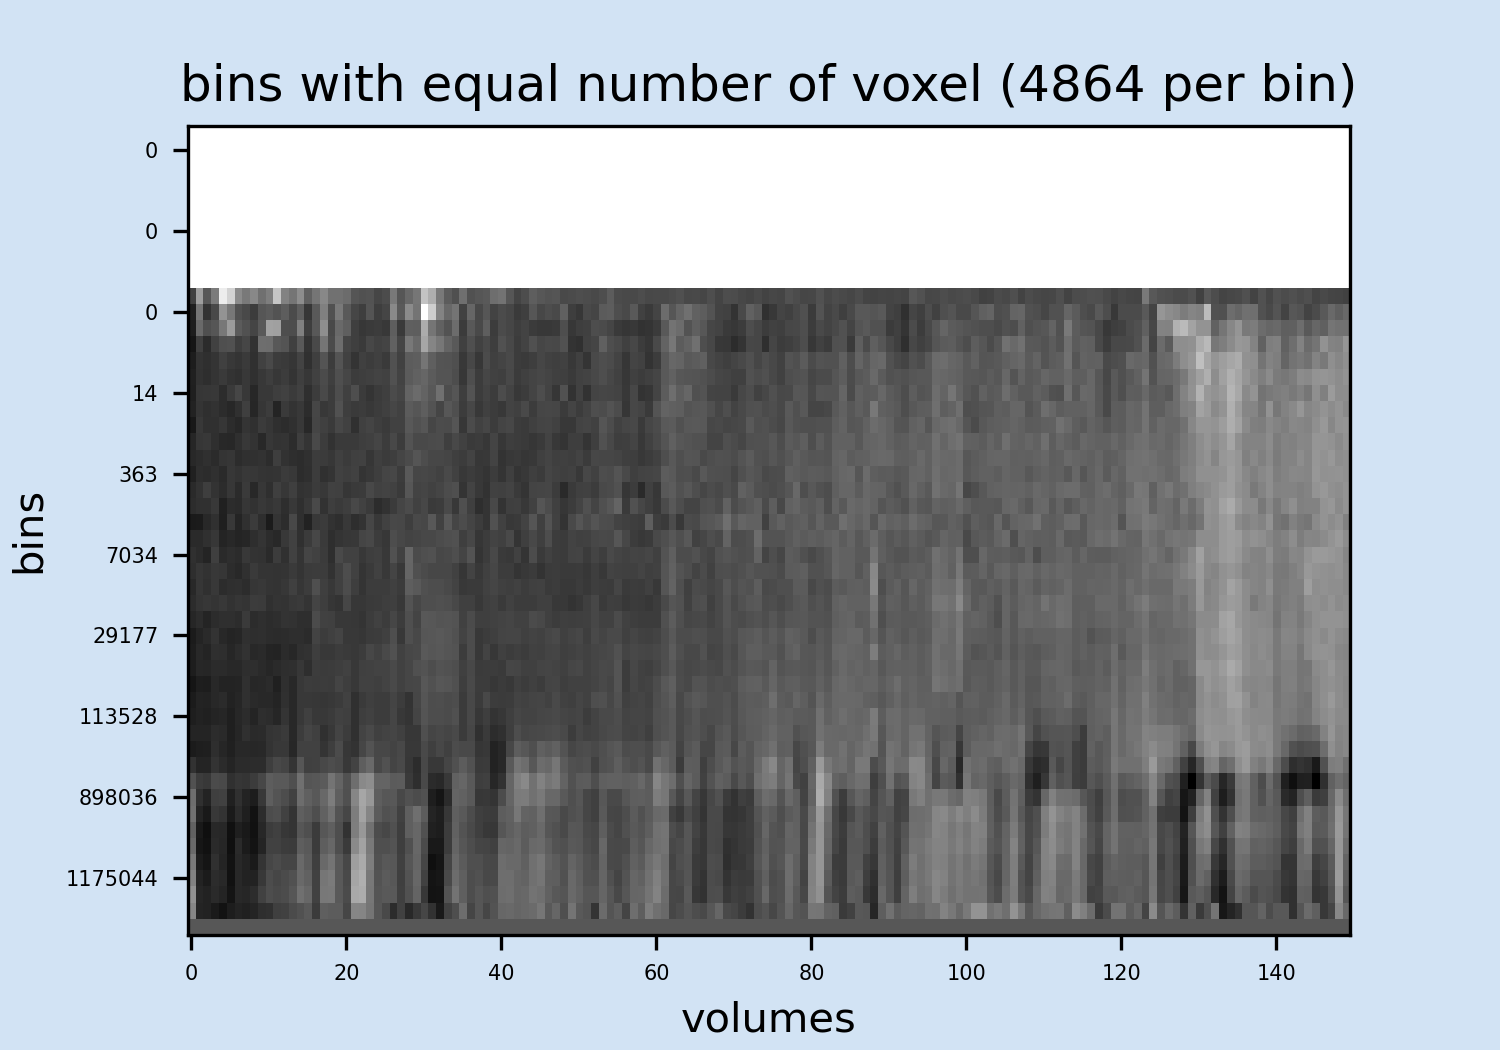 bins with equal number of voxel (4864 per bin)
0
0
0
14
363
7034
29177
113528
898036
1175044
bins
0 20 40 60 80 100 120 140
volumes